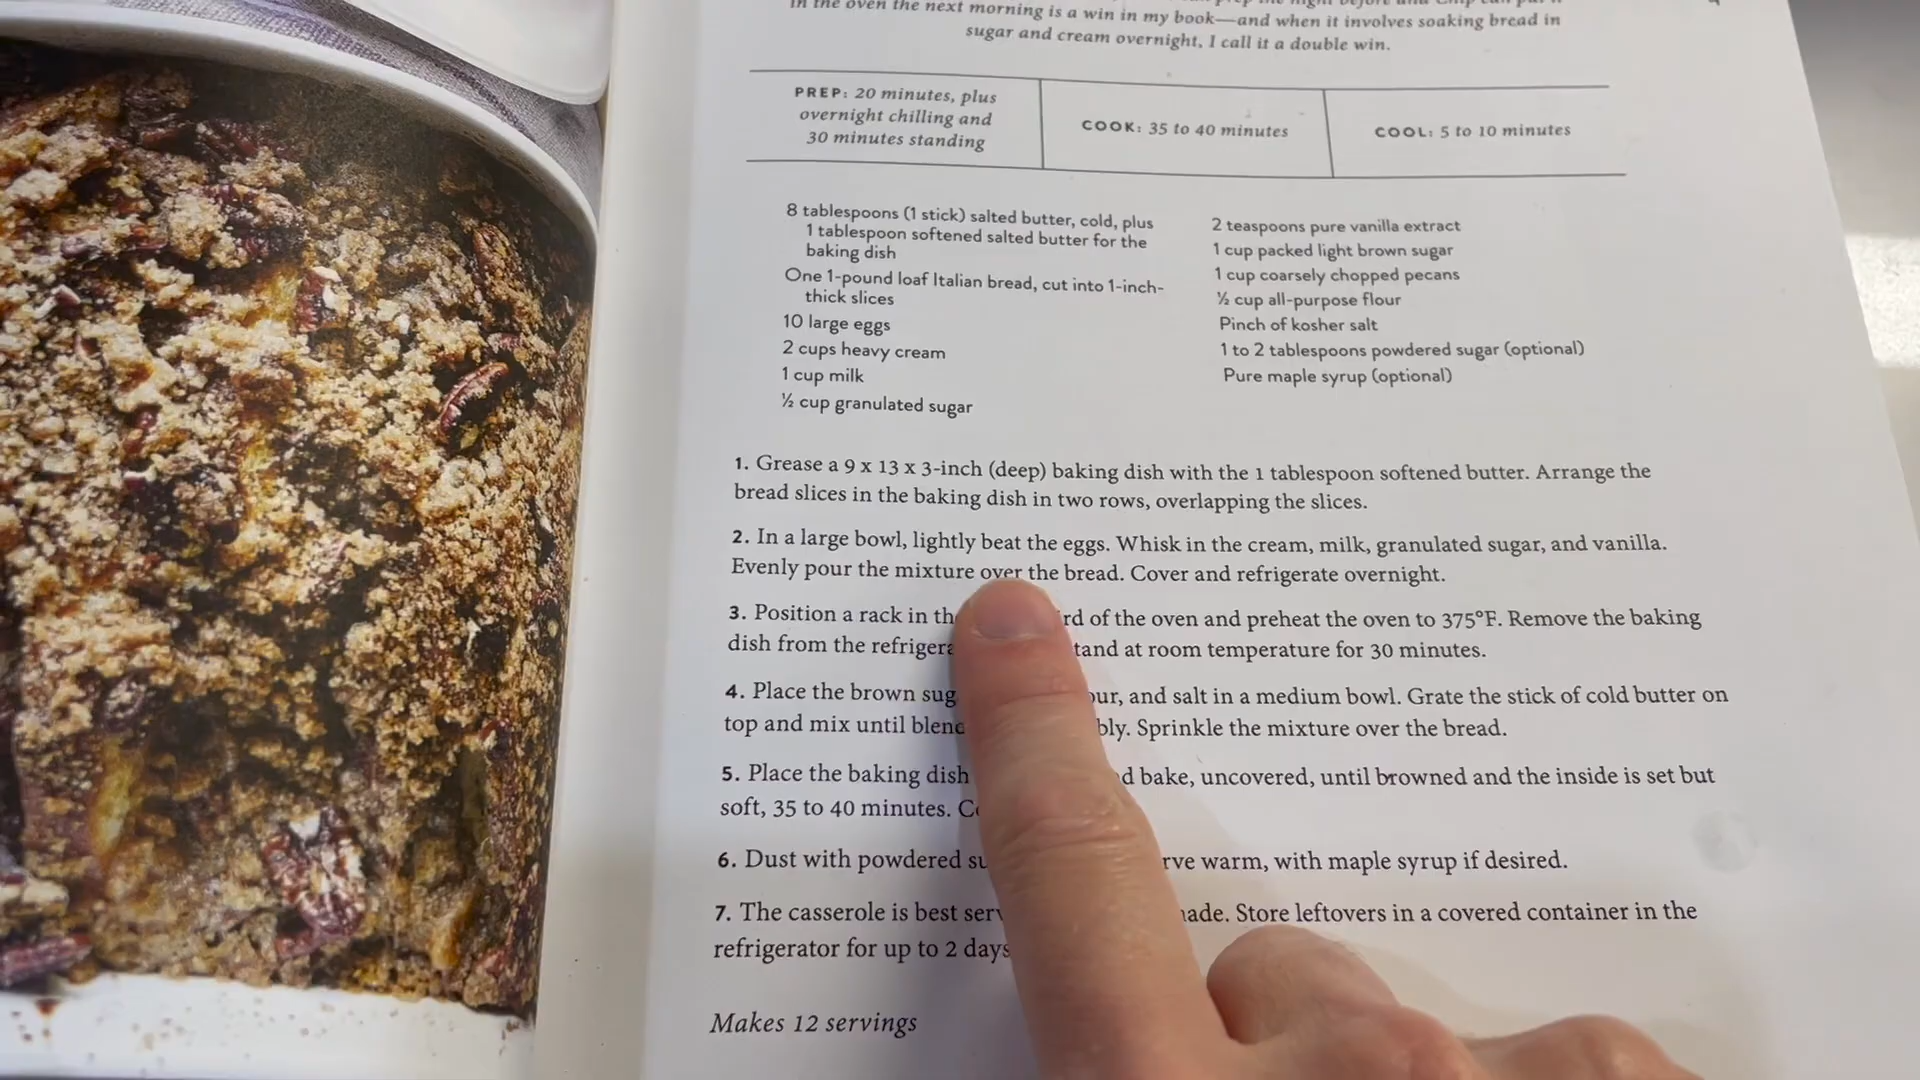 in the oven the next morning is a win in my book—and when it involves soaking bread in
sugar and cream overnight, I call it a double win.
PREP: 20 minutes, plus
overnight chilling and
30 minutes standing
COOK: 35 to 40 minutes
COOL: 5 to 10 minutes
8 tablespoons (1 stick) salted butter, cold, plus
1 tablespoon softened salted butter for the
baking dish
One 1-pound loaf Italian bread, cut into 1-inch-
thick slices
10 large eggs
2 cups heavy cream
1 cup milk
½ cup granulated sugar
2 teaspoons pure vanilla extract
1 cup packed light brown sugar
1 cup coarsely chopped pecans
½ cup all-purpose flour
Pinch of kosher salt
1 to 2 tablespoons powdered sugar (optional)
Pure maple syrup (optional)
1. Grease a 9 x 13 x 3-inch (deep) baking dish with the 1 tablespoon softened butter. Arrange the
bread slices in the baking dish in two rows, overlapping the slices.
2. In a large bowl, lightly beat the eggs. Whisk in the cream, milk, granulated sugar, and vanilla.
Evenly pour the mixture over the bread. Cover and refrigerate overnight.
3. Position a rack in of the oven and preheat the oven to 375°F. Remove the baking
dish from the at room temperature for 30 minutes.
4. Place the brown and salt in a medium bowl. Grate the stick of cold butter on
top and mix until Sprinkle the mixture over the bread.
5. Place the baking dish bake, uncovered, until browned and the inside is set but
soft, 35 to 40 minutes.
6. Dust with powdered warm, with maple syrup if desired.
7. The casserole is best Store leftovers in a covered container in the
refrigerator for up to 2 days
Makes 12 servings